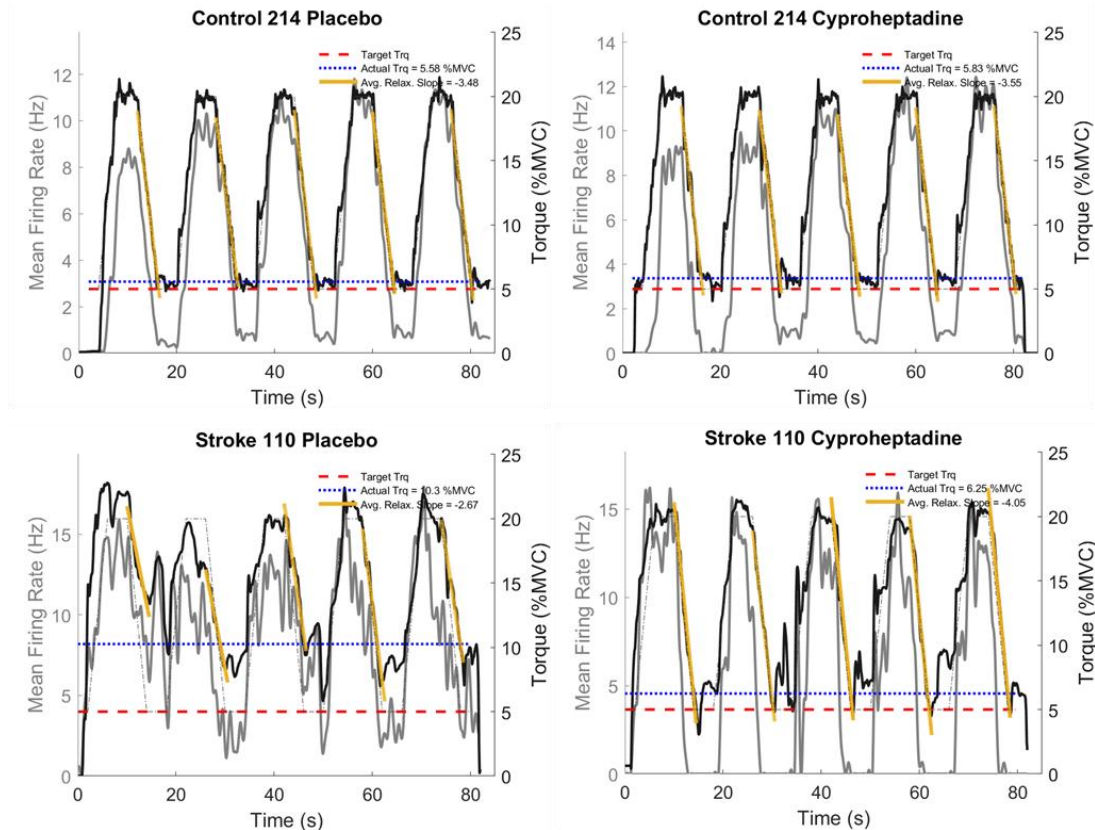 Control 214 Placebo
Target Trq
Actual Trq = 5.58 %MVC
Avg. Relax. Slope = -3.48
Mean Firing Rate (Hz)
12
10
8
6
4
2
0
Torque (%MVC)
25
20
15
10
5
0
0 20 40 60 80
Time (s)
Control 214 Cyproheptadine
Target Trq
Actual Trq = 5.83 %MVC
Avg. Relax. Slope = -3.55
Mean Firing Rate (Hz)
14
12
10
8
6
4
2
0
Torque (%MVC)
25
20
15
10
5
0
0 20 40 60 80
Time (s)
Stroke 110 Placebo
Target Trq
Actual Trq = 10.3 %MVC
Avg. Relax. Slope = -2.67
Mean Firing Rate (Hz)
15
10
5
0
Torque (%MVC)
25
20
15
10
5
0
0 20 40 60 80
Time (s)
Stroke 110 Cyproheptadine
Target Trq
Actual Trq = 6.25 %MVC
Avg. Relax. Slope = -4.05
Mean Firing Rate (Hz)
15
10
5
0
Torque (%MVC)
25
20
15
10
5
0
0 20 40 60 80
Time (s)